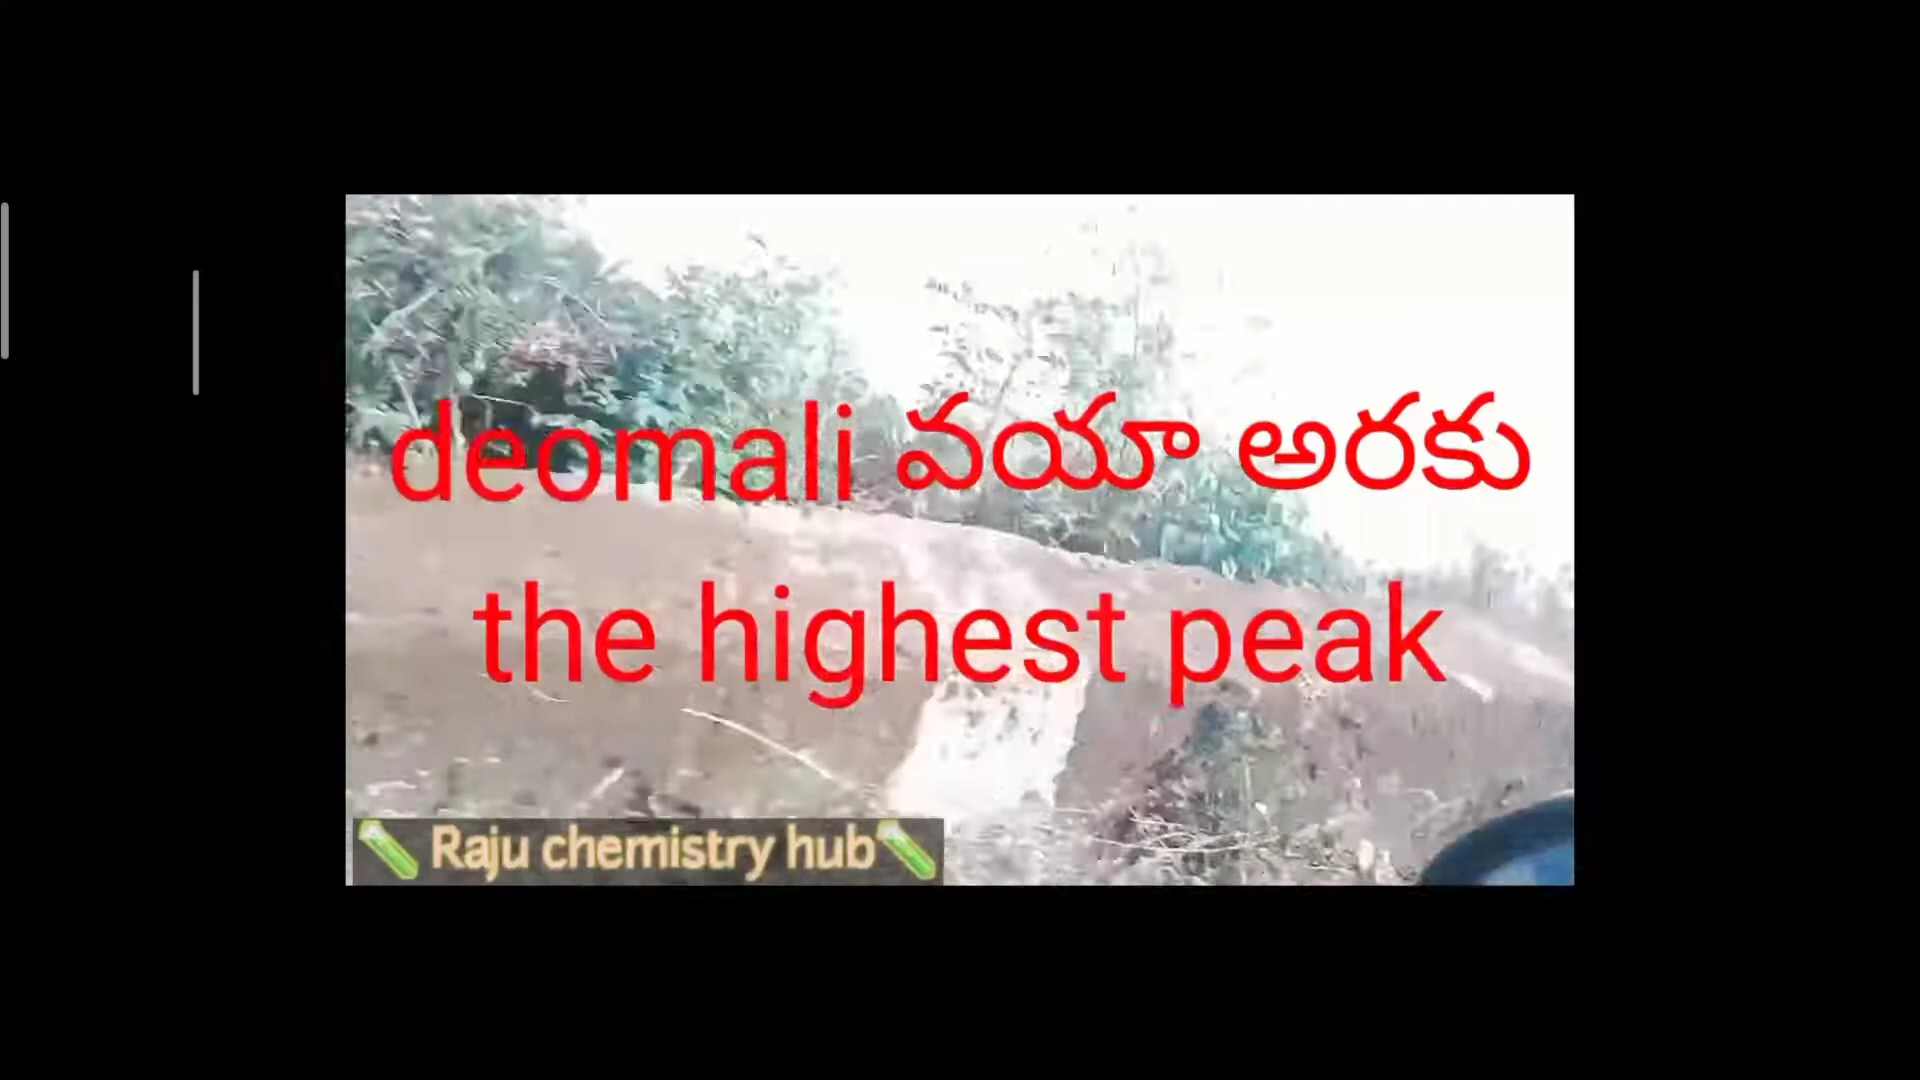 deomali వయా అరకు
the highest peak
Raju chemistry hub